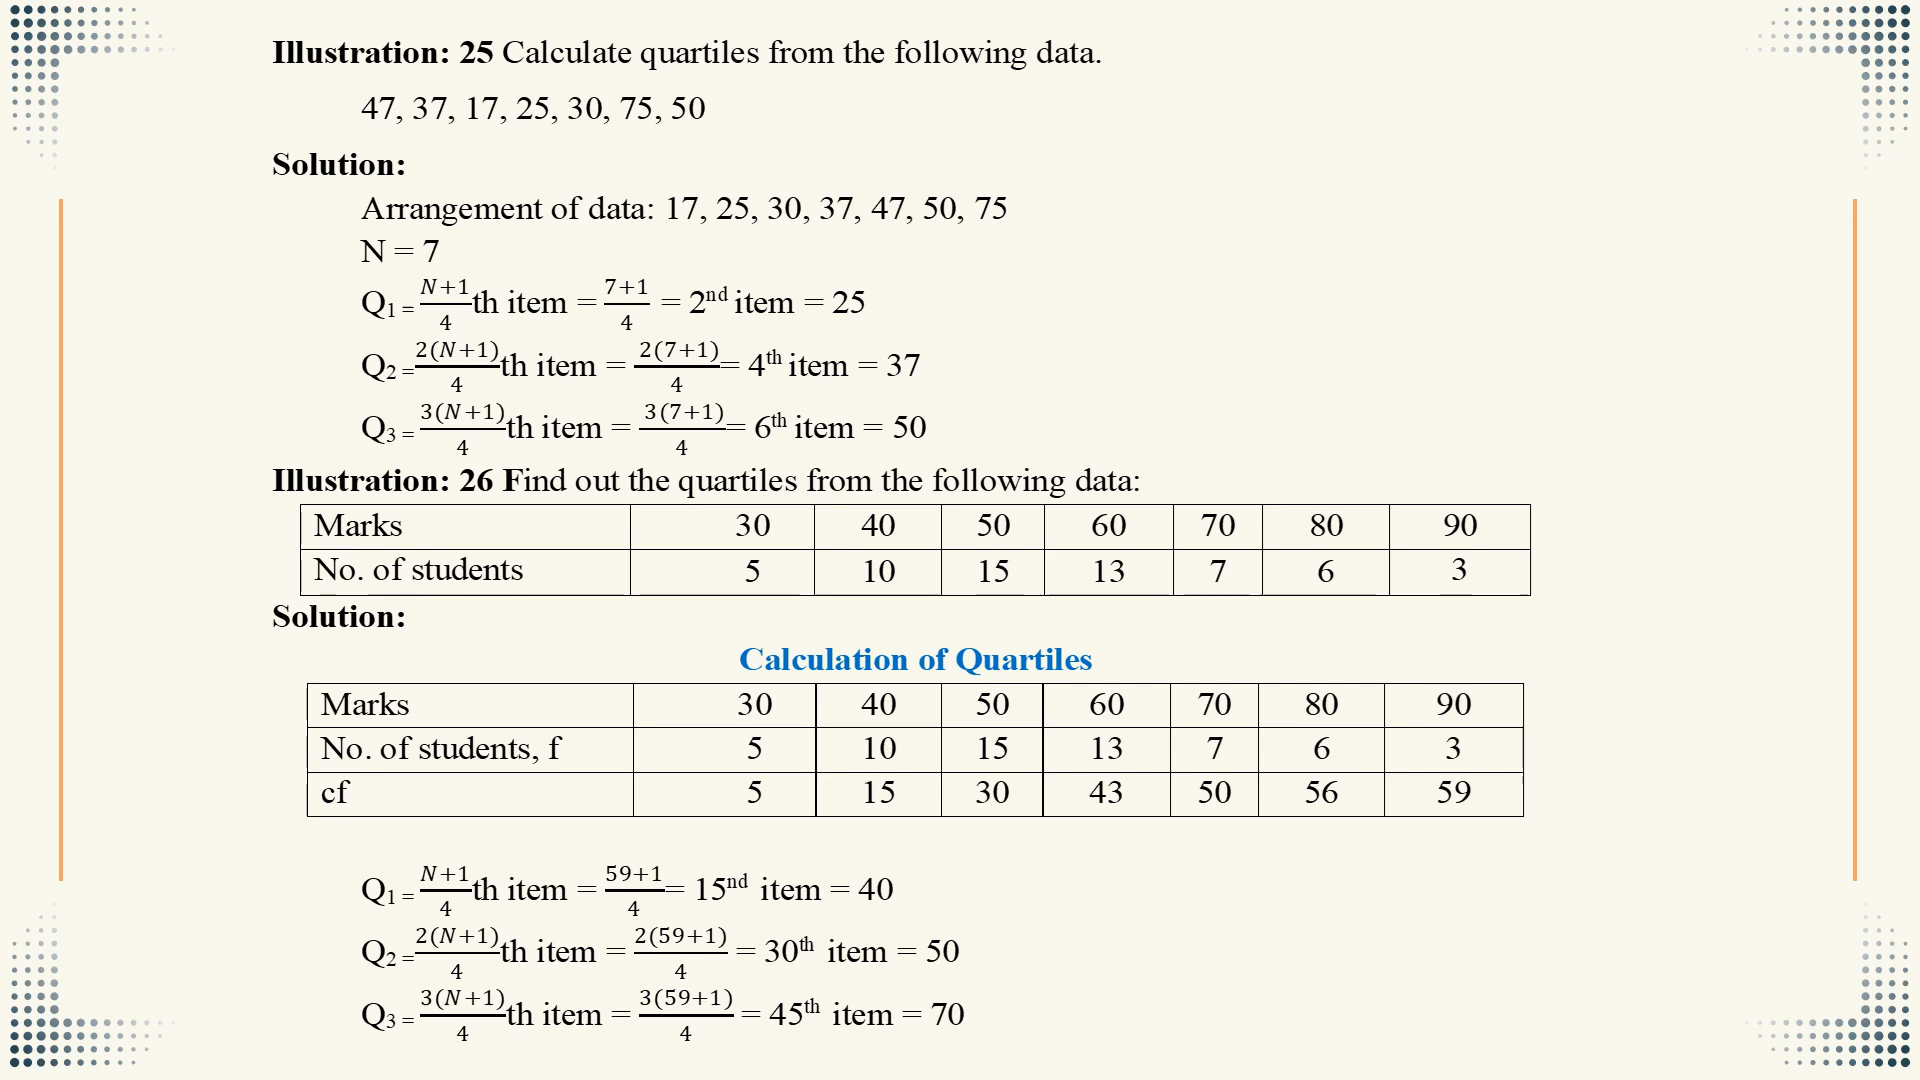 Illustration: 25 Calculate quartiles from the following data.
47, 37, 17, 25, 30, 75, 50
Solution:
Arrangement of data: 17, 25, 30, 37, 47, 50, 75
N = 7
Q₁ = (N+1)/4 th item = (7+1)/4 = 2ⁿᵈ item = 25
Q₂ = 2(N+1)/4 th item = 2(7+1)/4 = 4ᵗʰ item = 37
Q₃ = 3(N+1)/4 th item = 3(7+1)/4 = 6ᵗʰ item = 50
Illustration: 26 Find out the quartiles from the following data:
Marks 30 40 50 60 70 80 90
No. of students 5 10 15 13 7 6 3
Solution:
Calculation of Quartiles
Marks 30 40 50 60 70 80 90
No. of students, f 5 10 15 13 7 6 3
cf 5 15 30 43 50 56 59
Q₁ = (N+1)/4 th item = (59+1)/4 = 15ⁿᵈ item = 40
Q₂ = 2(N+1)/4 th item = 2(59+1)/4 = 30ᵗʰ item = 50
Q₃ = 3(N+1)/4 th item = 3(59+1)/4 = 45ᵗʰ item = 70